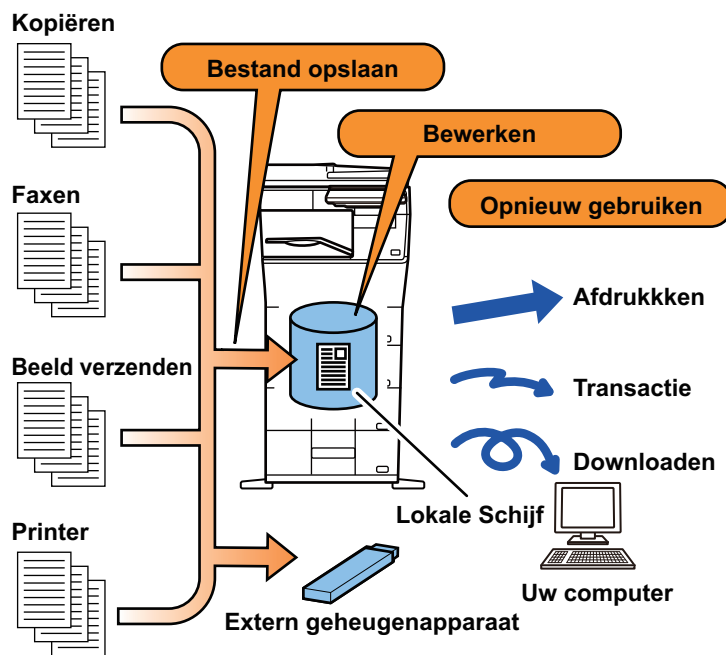 Kopiëren
Bestand opslaan
Bewerken
Faxen
Opnieuw gebruiken
Afdrukkken
Beeld verzenden
Transactie
Downloaden
Lokale Schijf
Printer
Uw computer
Extern geheugenapparaat